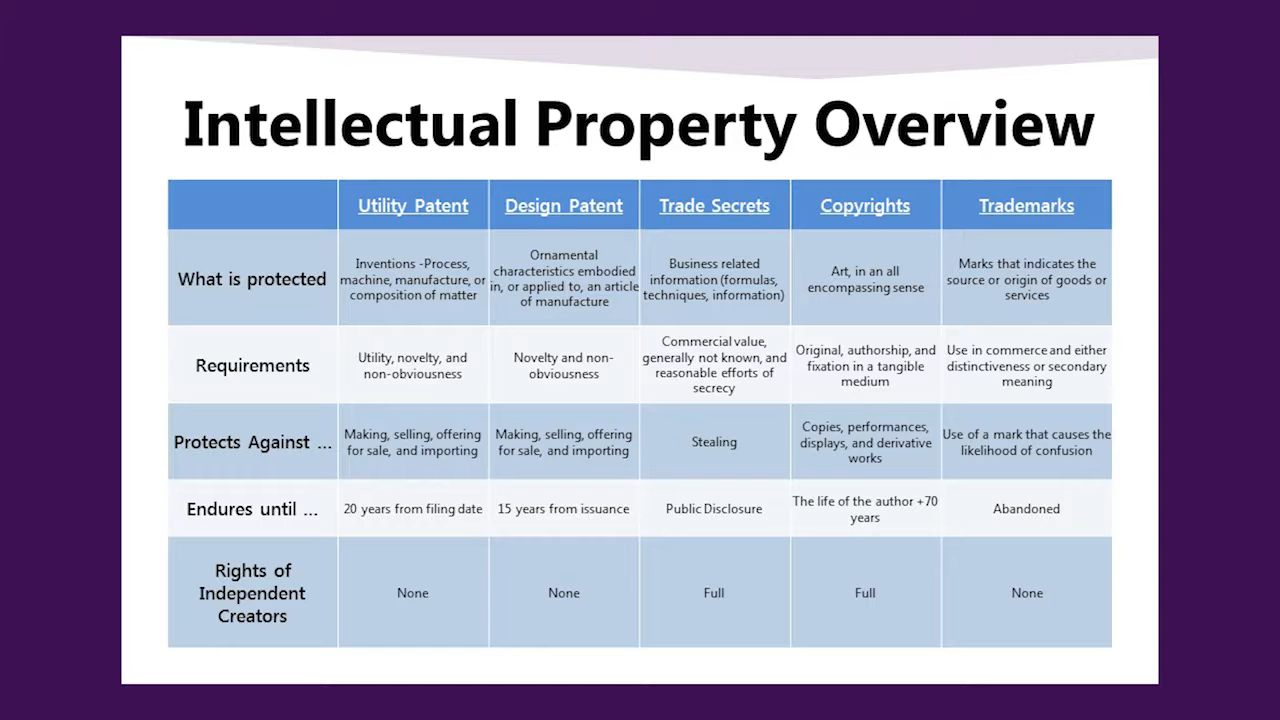 Intellectual Property Overview
Utility Patent
Design Patent
Trade Secrets
Copyrights
Trademarks
What is protected
Inventions -Process,
machine, manufacture, or
composition of matter
Ornamental
characteristics embodied
in, or applied to, an article
of manufacture
Business related
information (formulas,
techniques, information)
Art, in an all
encompassing sense
Marks that indicates the
source or origin of goods or
services
Requirements
Utility, novelty, and
non-obviousness
Novelty and non-
obviousness
Commercial value,
generally not known, and
reasonable efforts of
secrecy
Original, authorship, and
fixation in a tangible
medium
Use in commerce and either
distinctiveness or secondary
meaning
Protects Against ...
Making, selling, offering
for sale, and importing
Making, selling, offering
for sale, and importing
Stealing
Copies, performances,
displays, and derivative
works
Use of a mark that causes the
likelihood of confusion
Endures until ...
20 years from filing date
15 years from issuance
Public Disclosure
The life of the author +70
years
Abandoned
Rights of
Independent
Creators
None
None
Full
Full
None